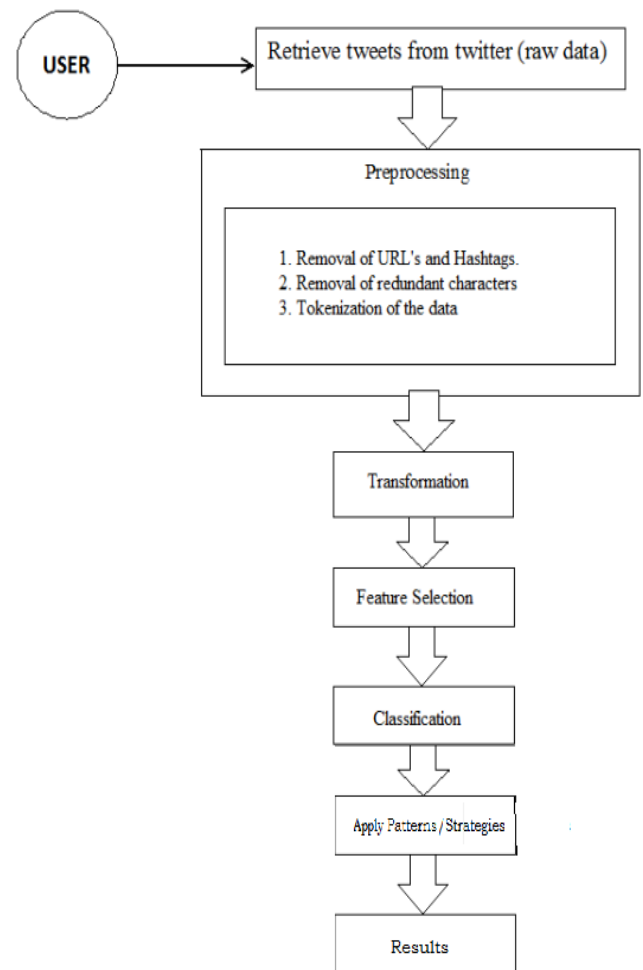 USER
Retrieve tweets from twitter (raw data)
Preprocessing
1. Removal of URL's and Hashtags.
2. Removal of redundant characters
3. Tokenization of the data
Transformation
Feature Selection
Classification
Apply Patterns / Strategies
Results